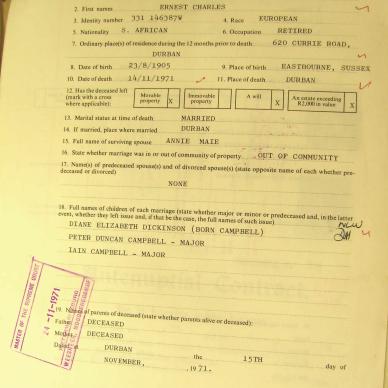 2. First names ERNEST CHARLES
3. Identity number 331 146387W 4. Race EUROPEAN
5. Nationality S. AFRICAN 6. Occupation RETIRED
7. Ordinary place(s) of residence during the 12 months prior to death. 620 CURRIE ROAD,
DURBAN
8. Date of birth 23/8/1905 9. Place of birth EASTBOURNE, SUSSEX
10. Date of death 14/11/1971 11. Place of death DURBAN
12. Has the deceased left (mark with a cross where applicable): Movable property X Immovable property A will X An estate exceeding R2,000 in value X
13. Marital status at time of death MARRIED
14. If married, place where married DURBAN
15. Full name of surviving spouse ANNIE MAIE
16. State whether marriage was in or out of community of property. OUT OF COMMUNITY
17. Name(s) of predeceased spouse(s) and of divorced spouse(s) (state opposite name of each whether pre-
deceased or divorced)
NONE
18. Full names of children of each marriage (state whether major or minor or predeceased and, in the latter
event, whether they left issue and, if that be the case, the full names of such issue)
DIANE ELIZABETH DICKINSON (BORN CAMPBELL)
PETER DUNCAN CAMPBELL - MAJOR
IAIN CAMPBELL - MAJOR
MASTER OF THE SUPREME COURT
24 -11- 1971
19. Names of parents of deceased (state whether parents alive or deceased):
Father DECEASED
Mother DECEASED
Dated at DURBAN the 15TH day of
NOVEMBER, 1971.